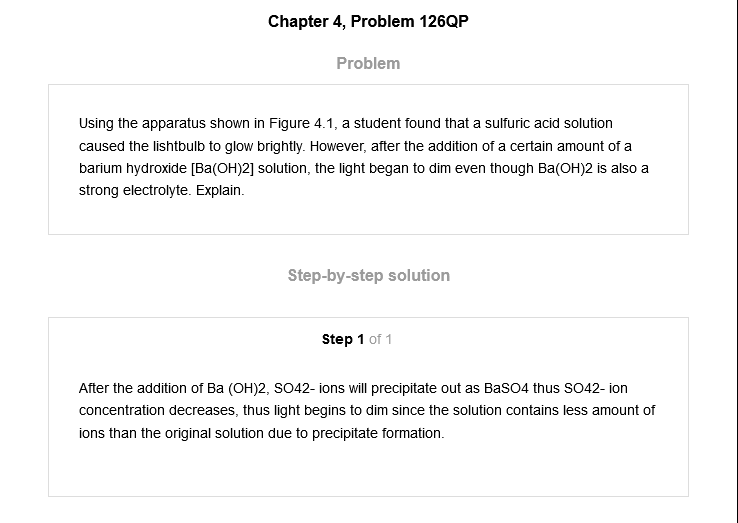 Chapter 4, Problem 126QP
Problem
Using the apparatus shown in Figure 4.1, a student found that a sulfuric acid solution
caused the lishtbulb to glow brightly. However, after the addition of a certain amount of a
barium hydroxide [Ba(OH)2] solution, the light began to dim even though Ba(OH)2 is also a
strong electrolyte. Explain.
Step-by-step solution
Step 1 of 1
After the addition of Ba (OH)2, SO42- ions will precipitate out as BaSO4 thus SO42- ion
concentration decreases, thus light begins to dim since the solution contains less amount of
ions than the original solution due to precipitate formation.